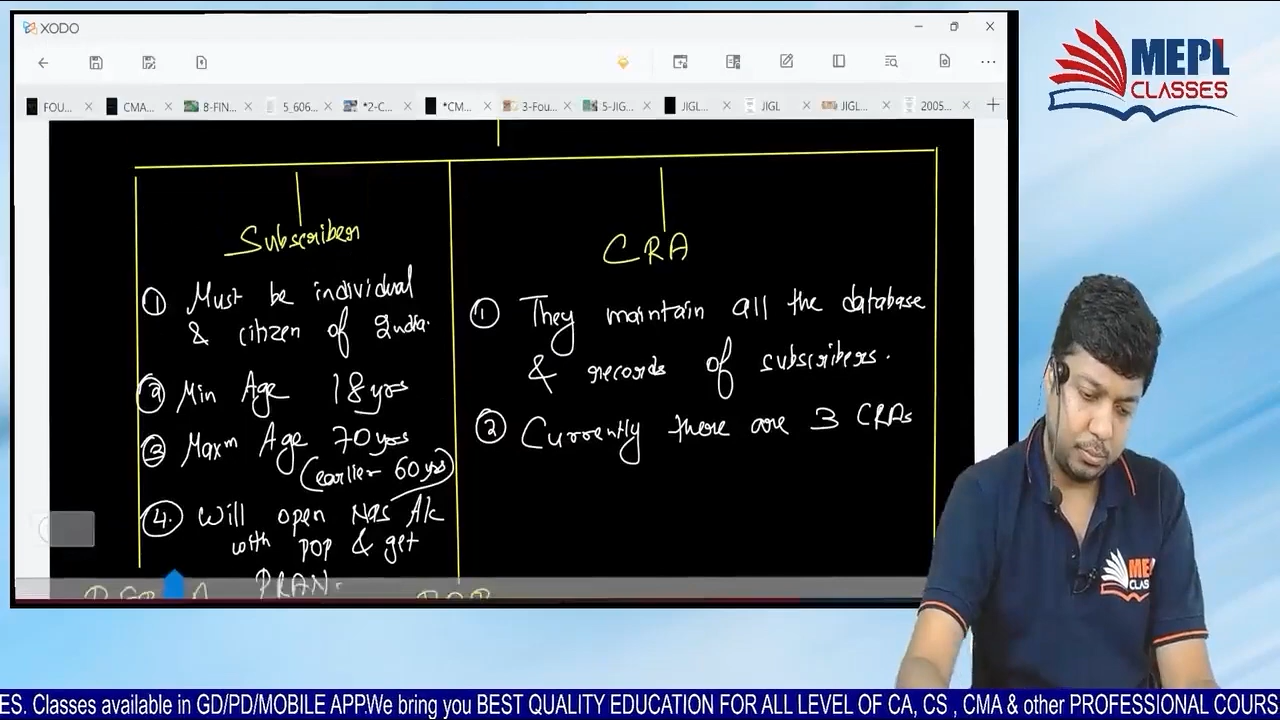 XODO
MEPL
CLASSES
FOU...
CMA...
8-FIN...
5_606...
*2-C...
*CM...
3-Fou...
5-JIG...
JIGL...
JIGL
JIGL...
2005...
Subscriber
① Must be individual
& citizen of India.
② Min Age 18 yrs
③ Maxm Age 70 yrs
(earlier 60 yrs)
④. Will open NPS A/c
with POP & get
PRAN.
CRA
① They maintain all the database
& records of subscribers.
② Currently there are 3 CRAs
MEPL
CLASS
ES. Classes available in GD/PD/MOBILE APP.We bring you BEST QUALITY EDUCATION FOR ALL LEVEL OF CA, CS , CMA & other PROFESSIONAL COURS